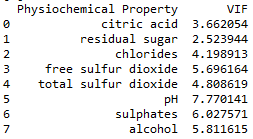 Physiochemical Property VIF
0 citric acid 3.662054
1 residual sugar 2.523944
2 chlorides 4.198913
3 free sulfur dioxide 5.696164
4 total sulfur dioxide 4.808619
5 pH 7.770141
6 sulphates 6.027571
7 alcohol 5.811615